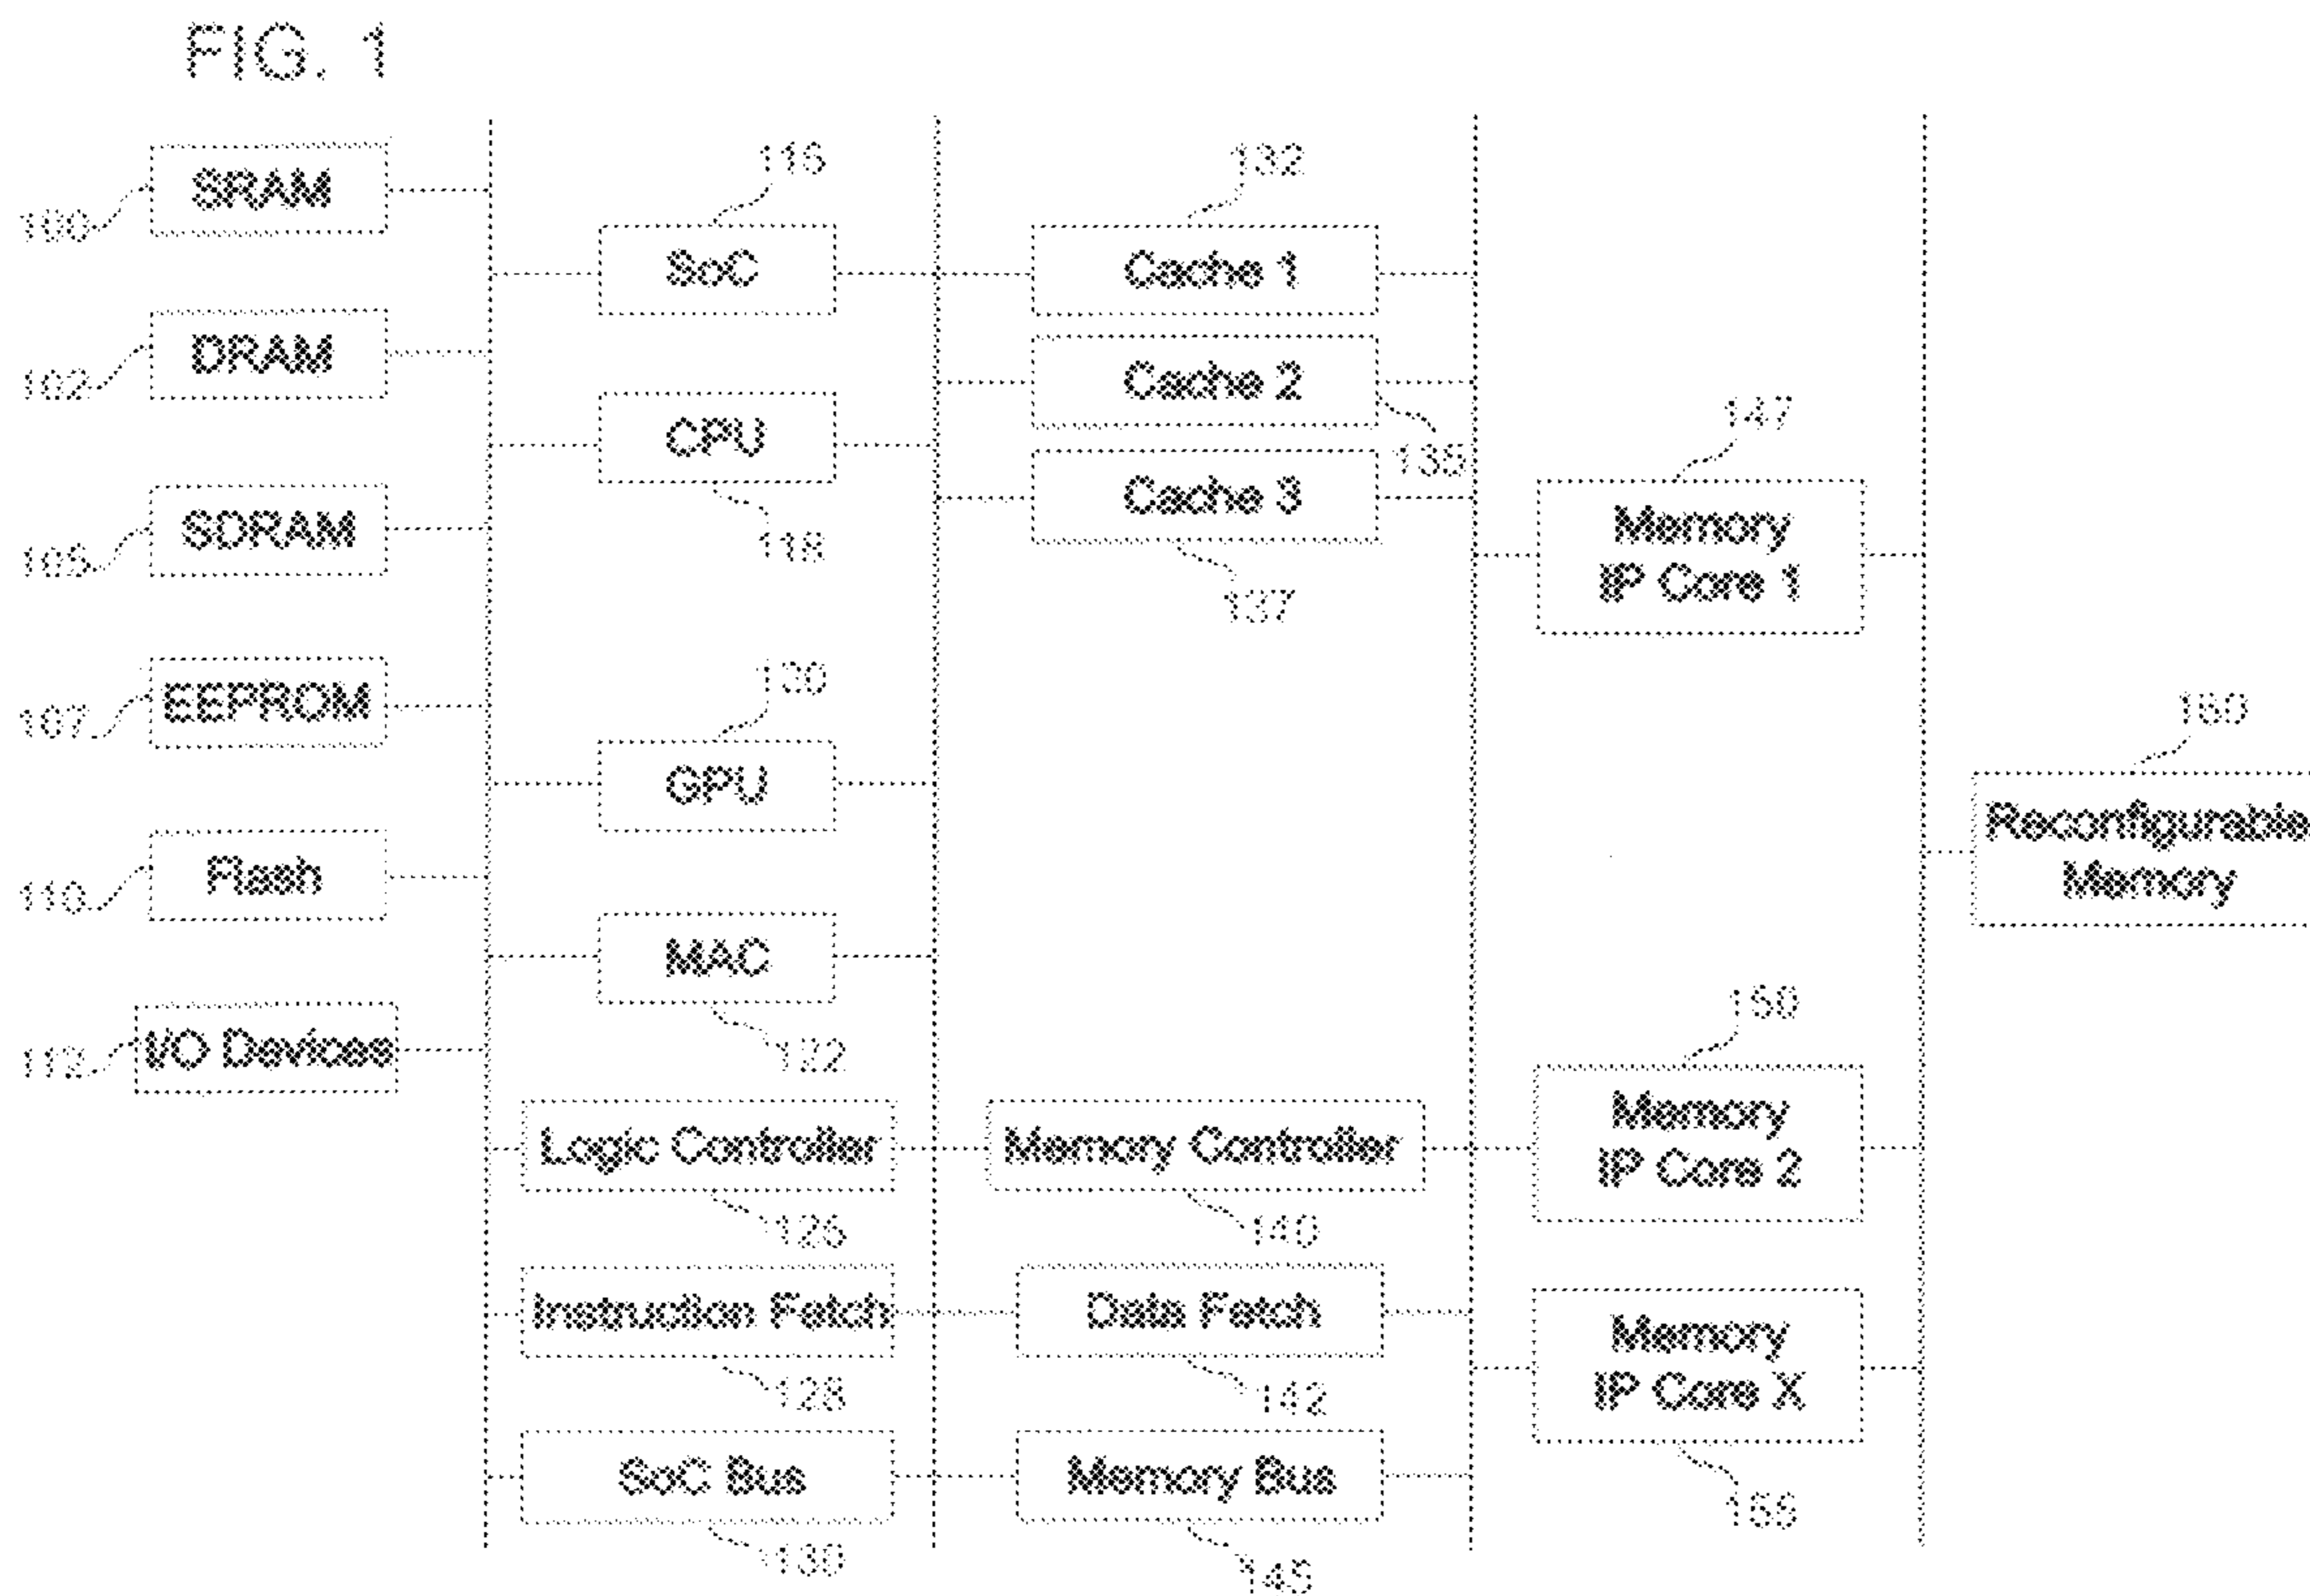 FIG. 1
SRAM
100
DRAM
102
SDRAM
105
EEPROM
107
Flash
110
I/O Devices
112
116
SoC
CPU
118
130
GPU
MAC
122
Logic Controller
125
Instruction Fetch
128
SoC Bus
130
132
Cache 1
Cache 2
135
Cache 3
137
Memory Controller
140
Data Fetch
142
Memory Bus
145
147
Memory
IP Core 1
150
Memory
IP Core 2
Memory
IP Core X
160
Reconfigurable
Memory